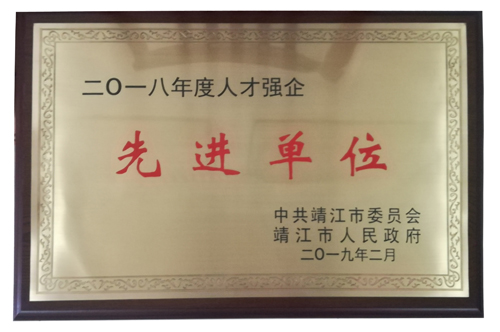 二〇一八年度人才强企
先进单位
中共靖江市委员会
靖江市人民政府
二〇一九年二月